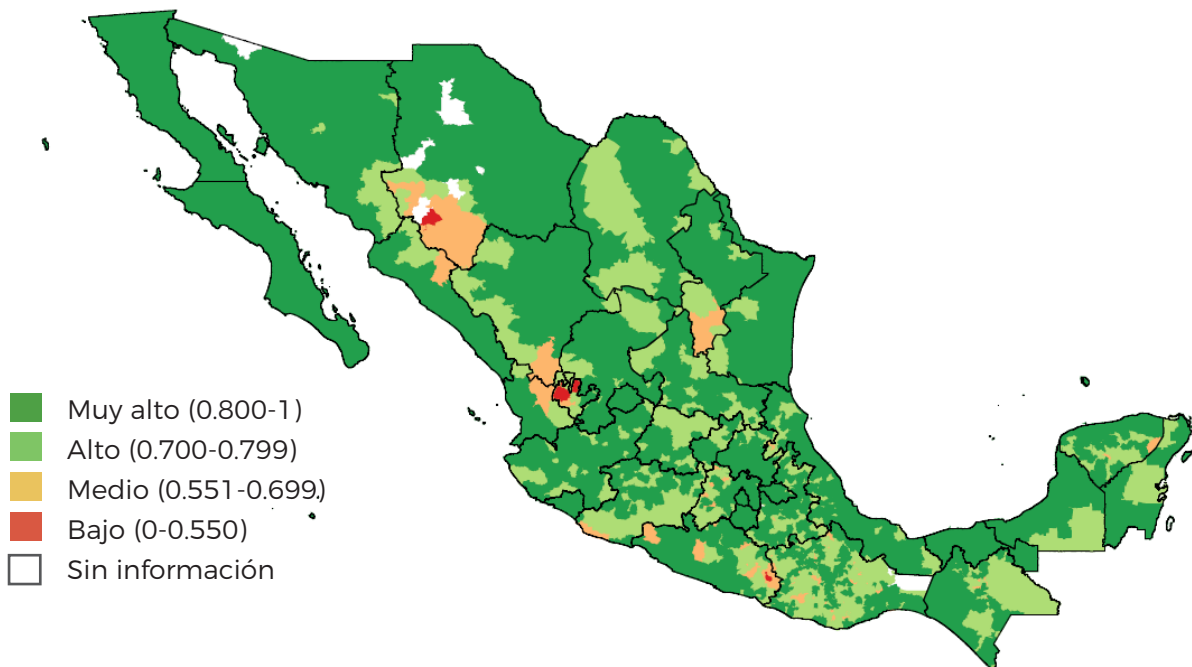 Muy alto (0.800-1)
Alto (0.700-0.799)
Medio (0.551-0.699.)
Bajo (0-0.550)
Sin información